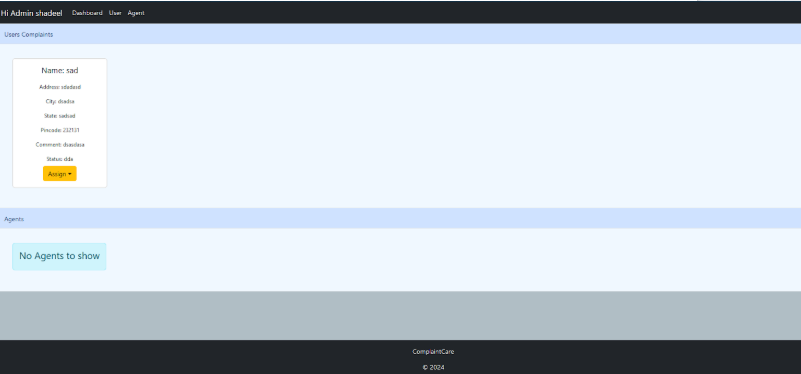 Hi Admin shadeel Dashboard User Agent
Users Complaints
Name: sad
Address: sdsdasd
City: dsadsa
State: sadsad
Pincode: 232131
Comment: dsasdasa
Status: dda
Assign
Agents
No Agents to show
ComplaintCare
© 2024